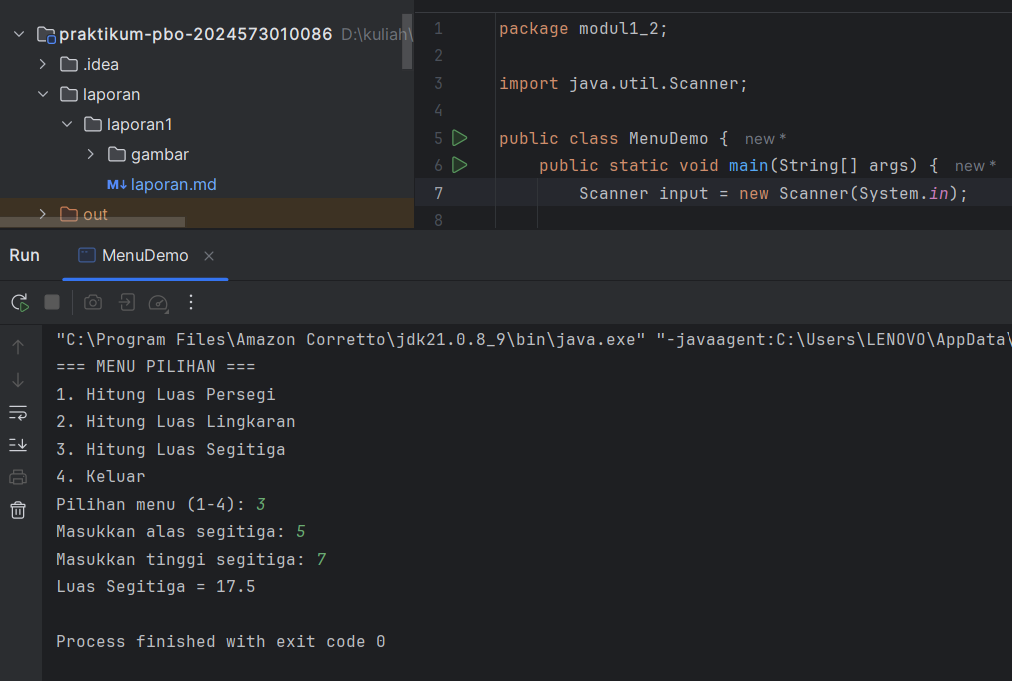 praktikum-pbo-2024573010086 D:\kuliah\
.idea
laporan
laporan1
gambar
M↓ laporan.md
out
1 package modul1_2;
2
3 import java.util.Scanner;
4
5 public class MenuDemo { new *
6 public static void main(String[] args) { new *
7 Scanner input = new Scanner(System.in);
8
Run MenuDemo
"C:\Program Files\Amazon Corretto\jdk21.0.8_9\bin\java.exe" "-javaagent:C:\Users\LENOVO\AppData\
=== MENU PILIHAN ===
1. Hitung Luas Persegi
2. Hitung Luas Lingkaran
3. Hitung Luas Segitiga
4. Keluar
Pilihan menu (1-4): 3
Masukkan alas segitiga: 5
Masukkan tinggi segitiga: 7
Luas Segitiga = 17.5
Process finished with exit code 0